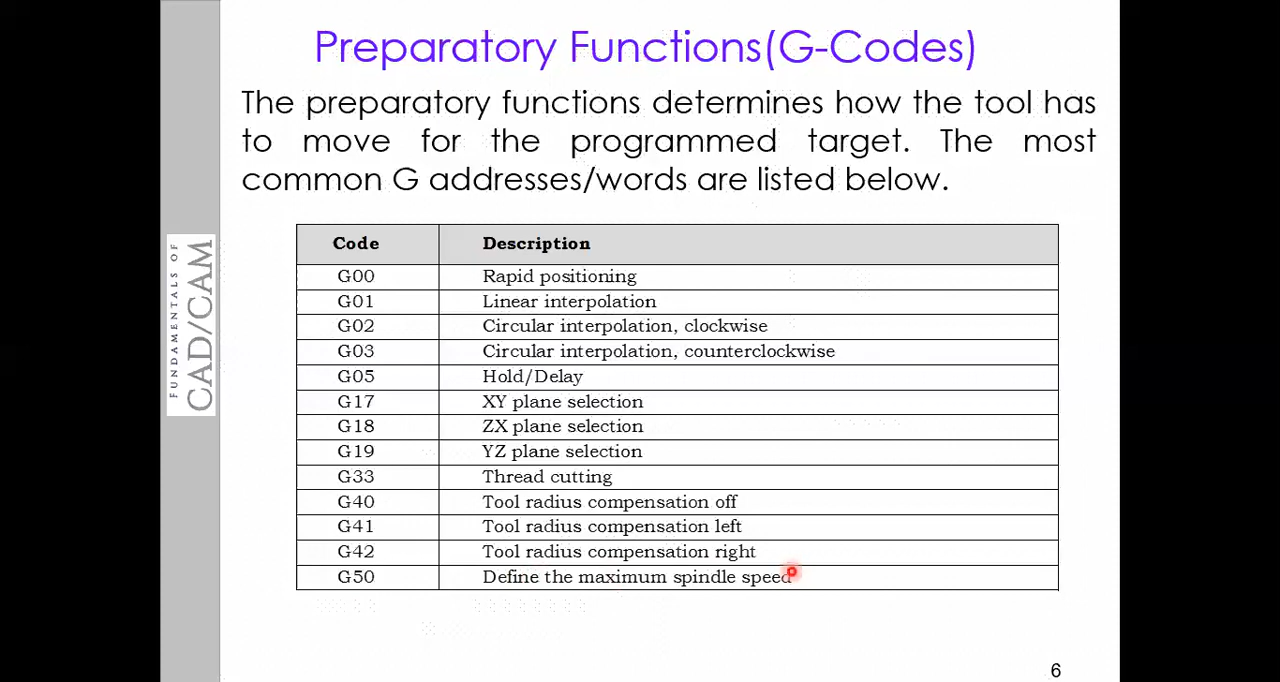 Preparatory Functions(G-Codes)
The preparatory functions determines how the tool has
to move for the programmed target. The most
common G addresses/words are listed below.
FUNDAMENTALS OF
CAD/CAM
Code Description
G00 Rapid positioning
G01 Linear interpolation
G02 Circular interpolation, clockwise
G03 Circular interpolation, counterclockwise
G05 Hold/Delay
G17 XY plane selection
G18 ZX plane selection
G19 YZ plane selection
G33 Thread cutting
G40 Tool radius compensation off
G41 Tool radius compensation left
G42 Tool radius compensation right
G50 Define the maximum spindle speed
6